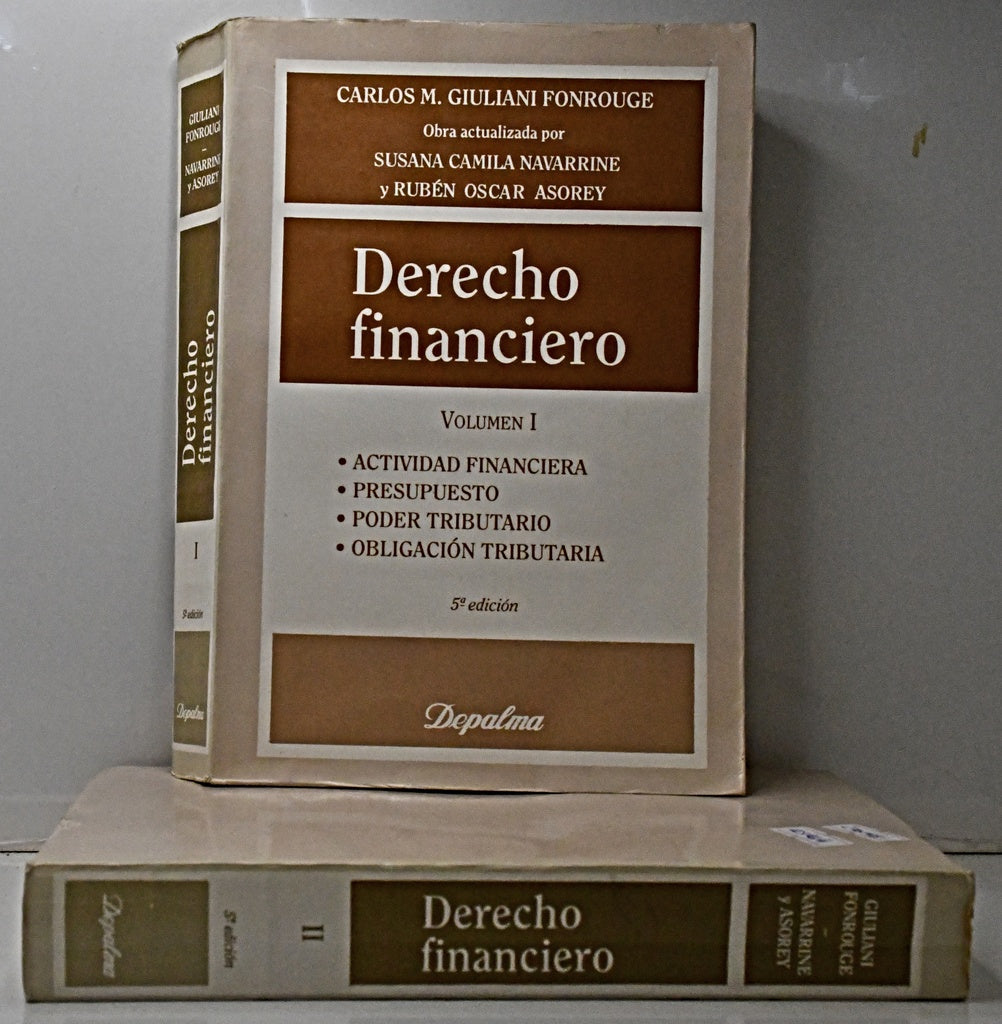 CARLOS M. GIULIANI FONROUGE
Obra actualizada por
SUSANA CAMILA NAVARRINE
y RUBÉN OSCAR ASOREY
Derecho
financiero
VOLUMEN I
• ACTIVIDAD FINANCIERA
• PRESUPUESTO
• PODER TRIBUTARIO
• OBLIGACIÓN TRIBUTARIA
5ª edición
Depalma
GIULIANI
FONROUGE
–
NAVARRINE
y ASOREY
Derecho
financiero
I
5ª edición
Depalma
Depalma
5ª edición
II
Derecho
financiero
GIULIANI
FONROUGE
–
NAVARRINE
y ASOREY